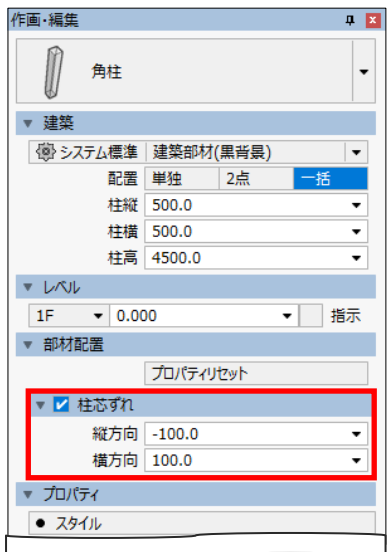 作画・編集
角柱
建築
システム標準 建築部材(黒背景)
配置 単独 2点 一括
柱縦 500.0
柱横 500.0
柱高 4500.0
レベル
1F 0.000 指示
部材配置
プロパティリセット
柱芯ずれ
縦方向 -100.0
横方向 100.0
プロパティ
スタイル